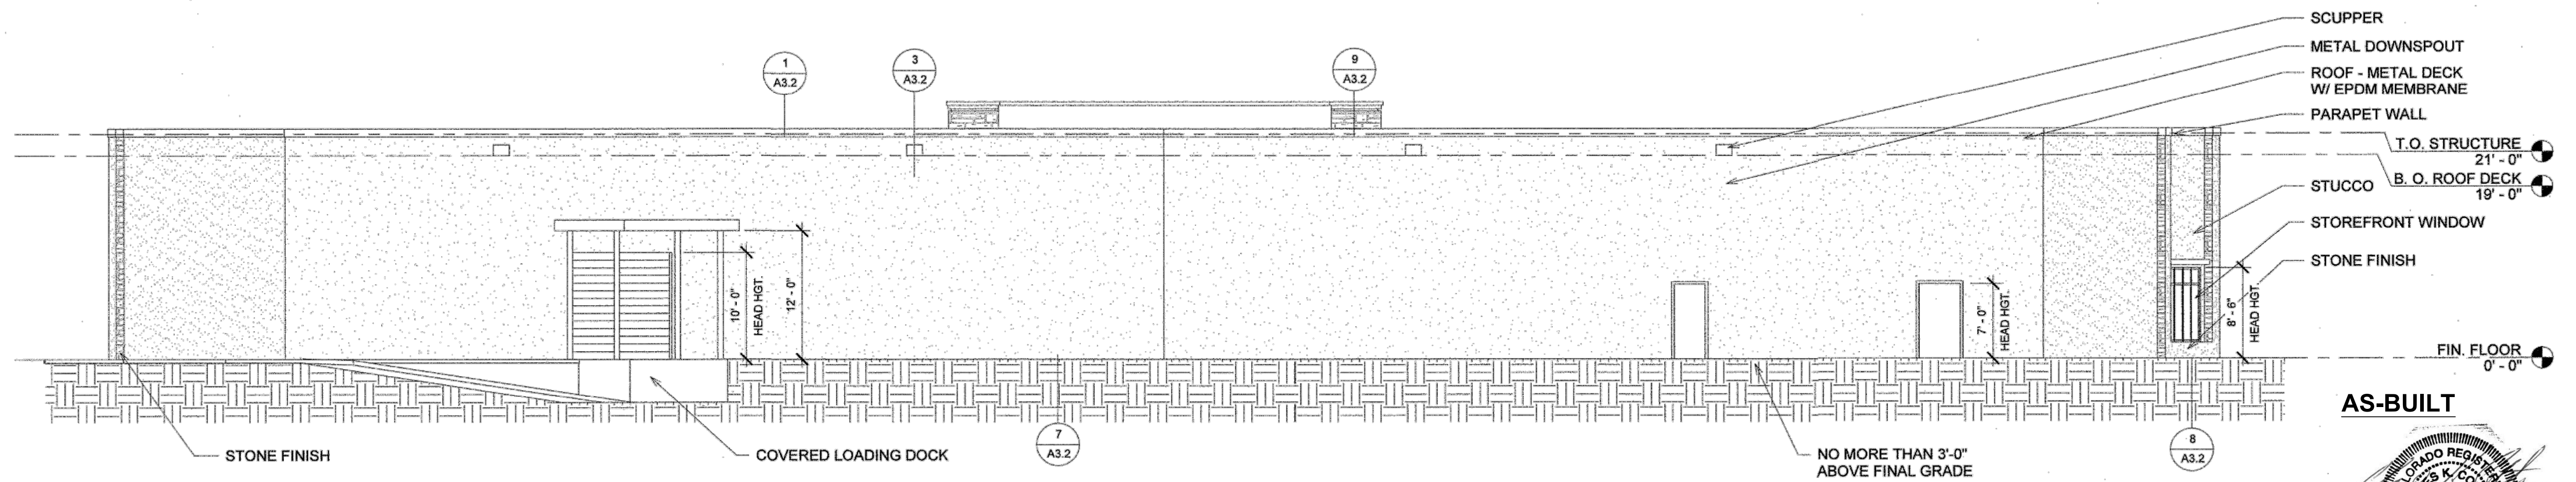 1
A3.2
3
A3.2
9
A3.2
SCUPPER
METAL DOWNSPOUT
ROOF - METAL DECK
W/ EPDM MEMBRANE
PARAPET WALL
T.O. STRUCTURE
21' - 0"
B. O. ROOF DECK
19' - 0"
STUCCO
STOREFRONT WINDOW
STONE FINISH
10' - 0"
HEAD HGT.
12' - 0"
7' - 0"
HEAD HGT.
8' - 6"
HEAD HGT.
FIN. FLOOR
0' - 0"
AS-BUILT
STONE FINISH
COVERED LOADING DOCK
7
A3.2
NO MORE THAN 3'-0"
ABOVE FINAL GRADE
8
A3.2